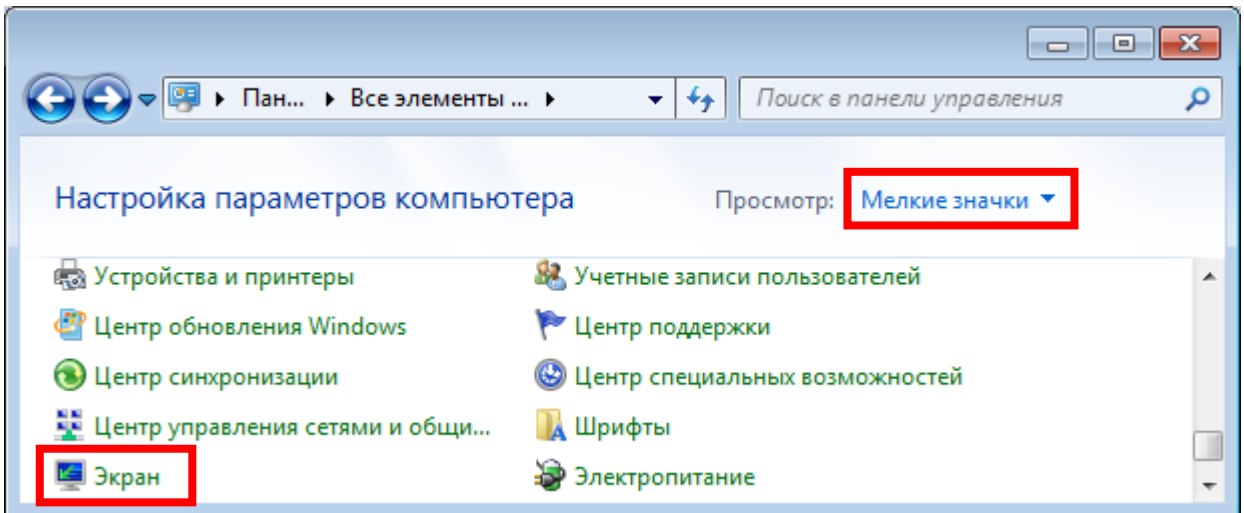 Пан... Все элементы ... Поиск в панели управления
Настройка параметров компьютера Просмотр: Мелкие значки
Устройства и принтеры Учетные записи пользователей
Центр обновления Windows Центр поддержки
Центр синхронизации Центр специальных возможностей
Центр управления сетями и общи... Шрифты
Экран Электропитание